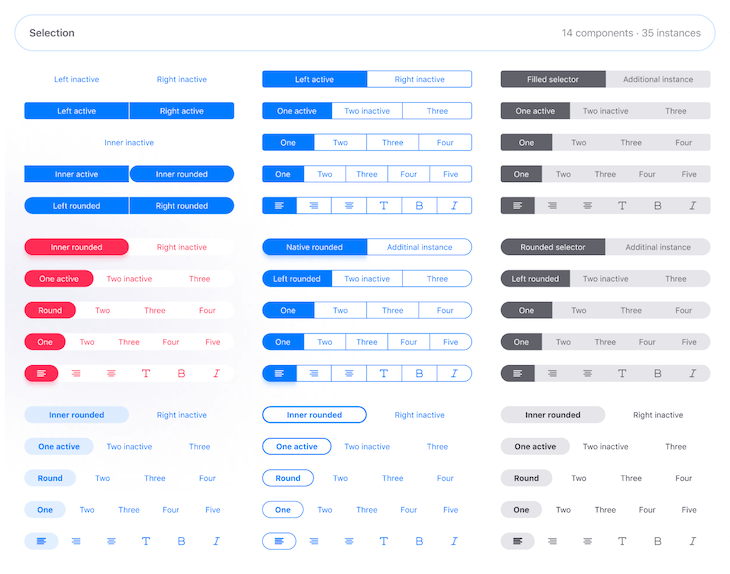 Selection 14 components · 35 instances
Left inactive Right inactive Left active Right inactive Filled selector Additional instance
Left active Right active One active Two inactive Three One active Two inactive Three
Inner inactive One Two Three Four One Two Three Four
Inner active Inner rounded One Two Three Four Five One Two Three Four Five
Left rounded Right rounded T B I T B I
Inner rounded Right inactive Native rounded Additinal instance Rounded selector Additinal instance
One active Two inactive Three Left rounded Two inactive Three Left rounded Two inactive Three
Round Two Three Four One Two Three Four One Two Three Four
One Two Three Four Five One Two Three Four Five One Two Three Four Five
T B I T B I T B I
Inner rounded Right inactive Inner rounded Right inactive Inner rounded Right inactive
One active Two inactive Three One active Two inactive Three One active Two inactive Three
Round Two Three Four Round Two Three Four Round Two Three Four
One Two Three Four Five One Two Three Four Five One Two Three Four Five
T B I T B I T B I